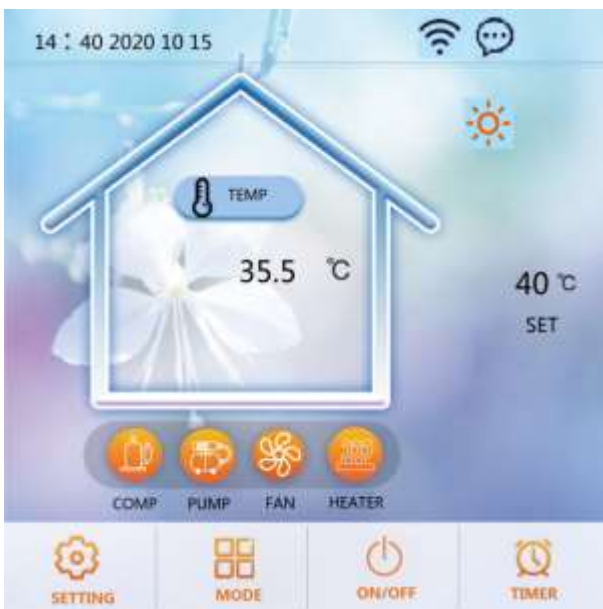 14 : 40 2020 10 15
TEMP
35.5 ℃
40 ℃
SET
COMP PUMP FAN HEATER
SETTING MODE ON/OFF TIMER